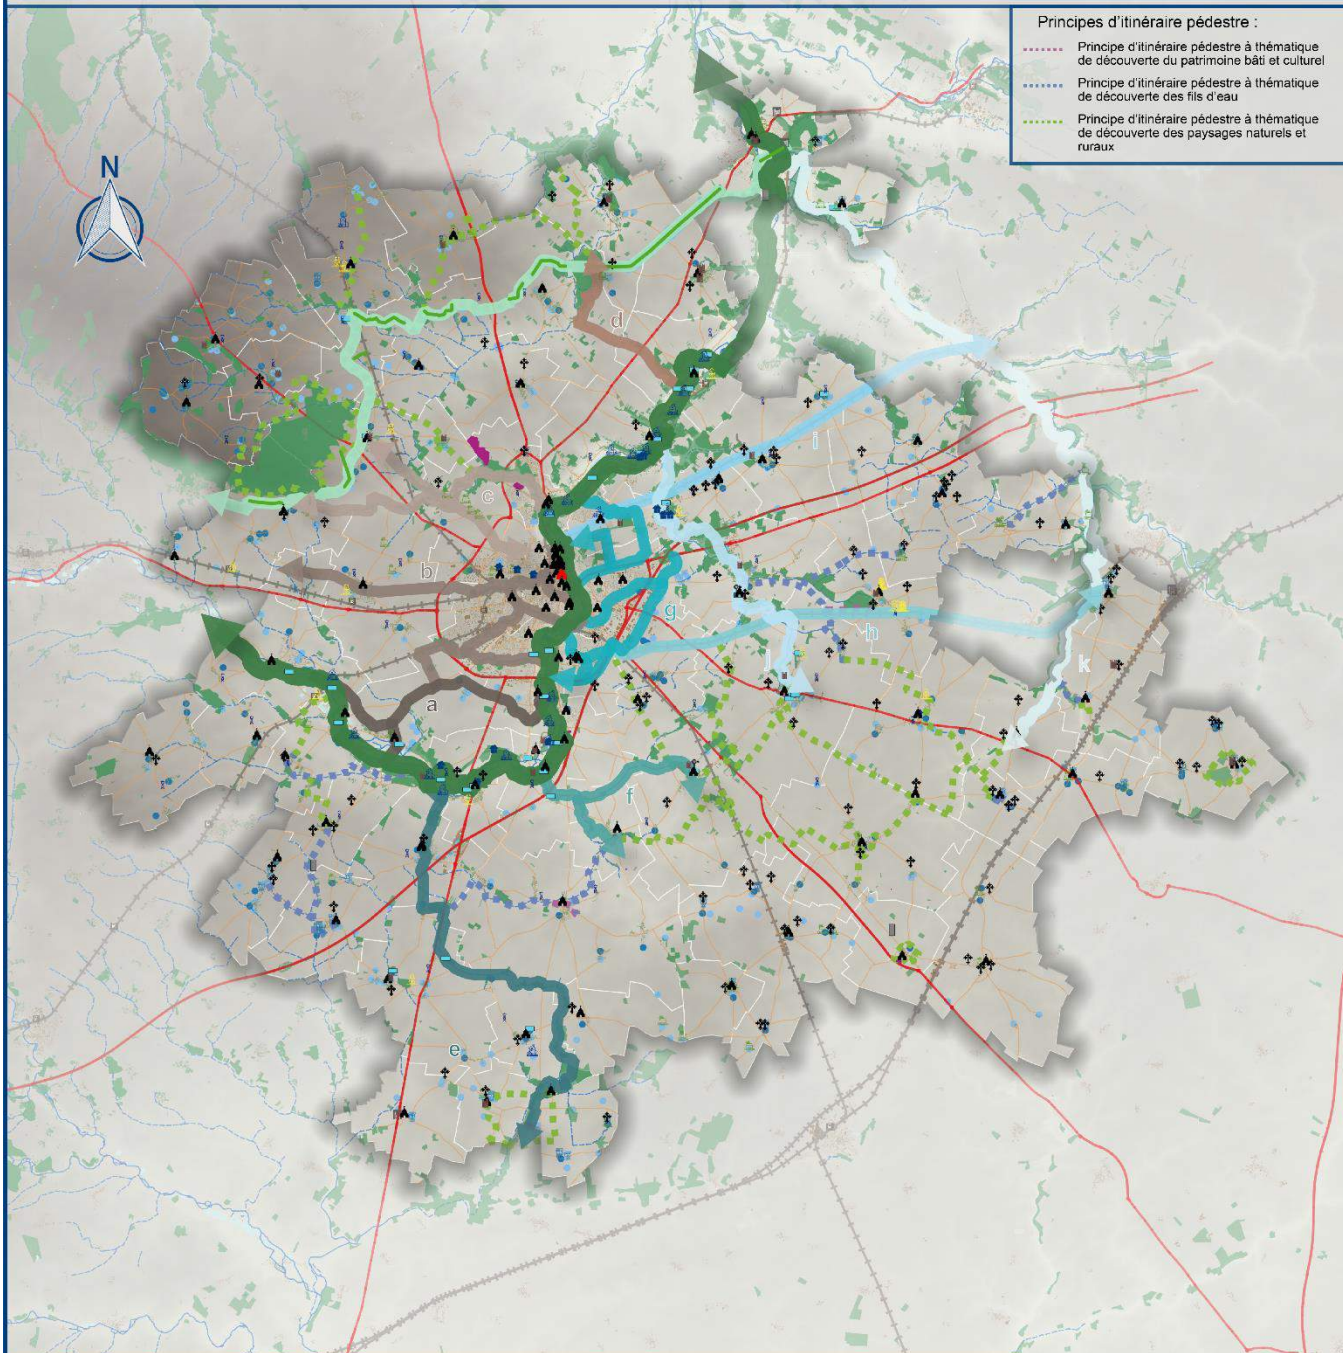 Principes d'itinéraire pédestre :
Principe d'itinéraire pédestre à thématique
de découverte du patrimoine bâti et culturel
Principe d'itinéraire pédestre à thématique
de découverte des fils d'eau
Principe d'itinéraire pédestre à thématique
de découverte des paysages naturels et
ruraux
N
d
i
c
b
g
h
j
k
a
f
e